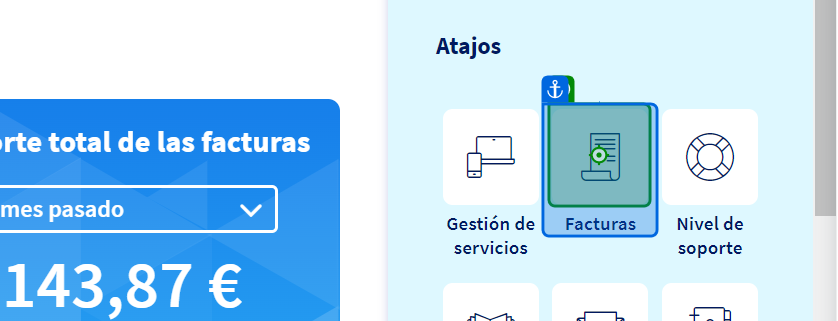 Atajos
orte total de las facturas
mes pasado
143,87 €
Gestión de
servicios
Facturas
Nivel de
soporte